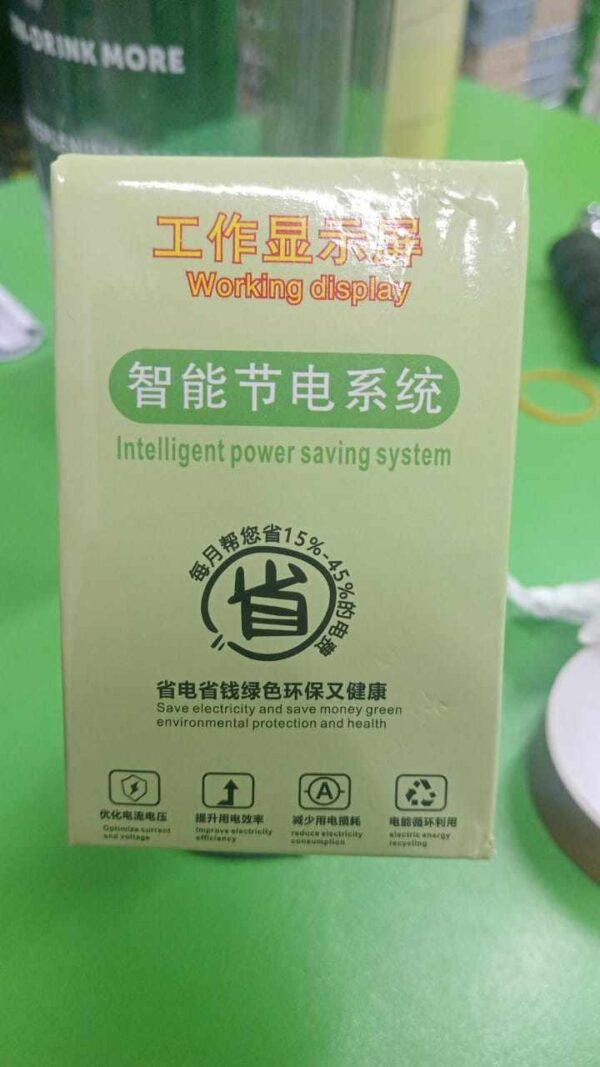 DRINK MORE
工作显示屏
Working display
智能节电系统
Intelligent power saving system
每月帮您省15%-45%的电费
省
省电省钱绿色环保又健康
Save electricity and save money green
environmental protection and health
优化电流电压
Optimize current
and voltage
提升用电效率
improve electricity
efficiency
A
减少用电损耗
reduce electricity
consumption
电能循环利用
electric energy
recycling